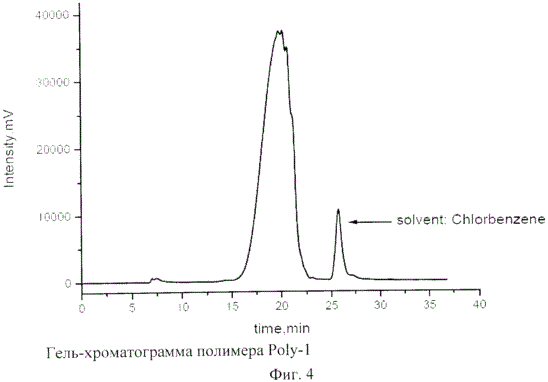 Intensity,mV
40000
30000
20000
10000
0
solvent: Chlorbenzene
0 5 10 15 20 25 30 35 40
time,min
Гель-хроматограмма полимера Poly-1
Фиг. 4